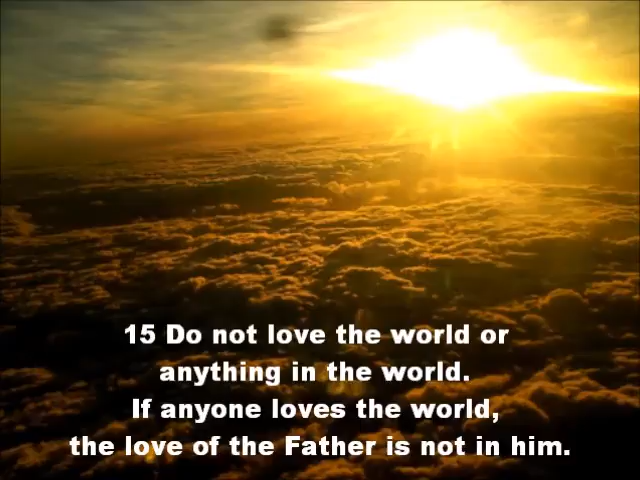 15 Do not love the world or
anything in the world.
If anyone loves the world,
the love of the Father is not in him.